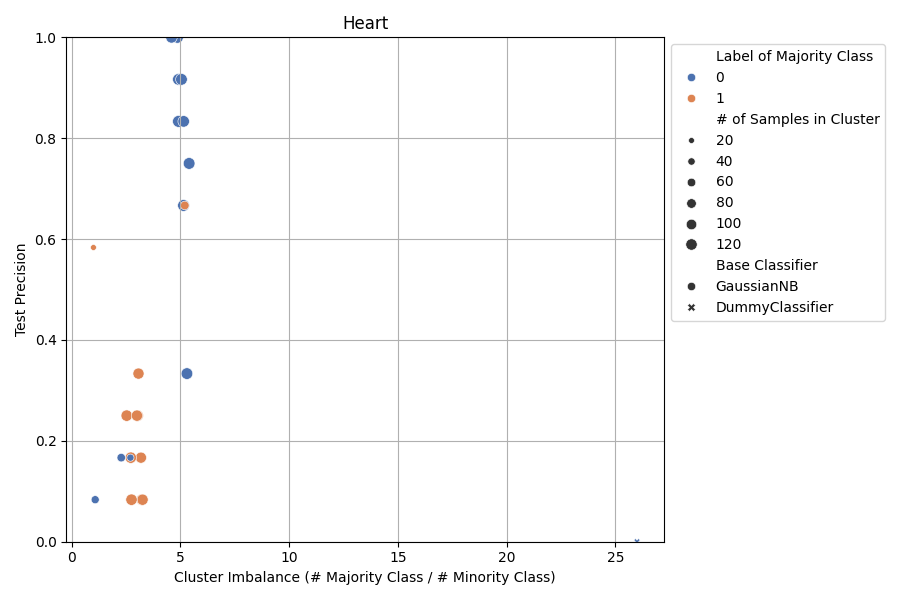 Heart
1.0
0.8
0.6
0.4
0.2
0.0
Test Precision
0
5
10
15
20
25
Cluster Imbalance (# Majority Class / # Minority Class)
Label of Majority Class
0
1
# of Samples in Cluster
20
40
60
80
100
120
Base Classifier
GaussianNB
DummyClassifier